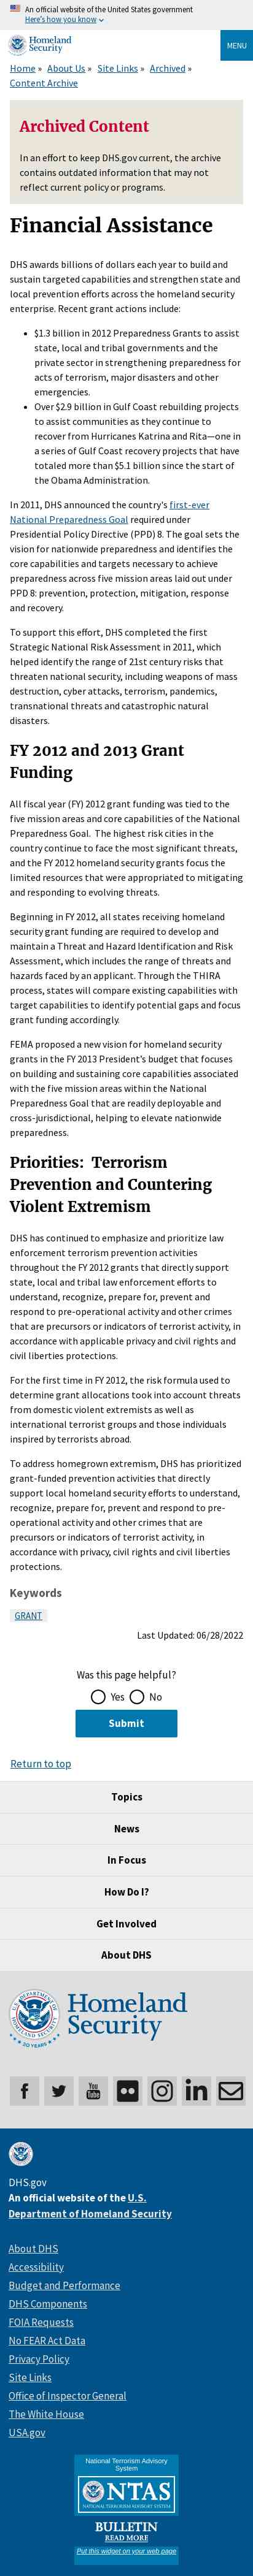 An official website of the United States government
Here's how you know
Homeland
Security
MENU
Home » About Us » Site Links » Archived »
Content Archive
Archived Content
In an effort to keep DHS.gov current, the archive
contains outdated information that may not
reflect current policy or programs.
Financial Assistance
DHS awards billions of dollars each year to build and
sustain targeted capabilities and strengthen state and
local prevention efforts across the homeland security
enterprise. Recent grant actions include:
$1.3 billion in 2012 Preparedness Grants to assist
state, local and tribal governments and the
private sector in strengthening preparedness for
acts of terrorism, major disasters and other
emergencies.
Over $2.9 billion in Gulf Coast rebuilding projects
to assist communities as they continue to
recover from Hurricanes Katrina and Rita—one in
a series of Gulf Coast recovery projects that have
totaled more than $5.1 billion since the start of
the Obama Administration.
In 2011, DHS announced the country's first-ever
National Preparedness Goal required under
Presidential Policy Directive (PPD) 8. The goal sets the
vision for nationwide preparedness and identifies the
core capabilities and targets necessary to achieve
preparedness across five mission areas laid out under
PPD 8: prevention, protection, mitigation, response
and recovery.
To support this effort, DHS completed the first
Strategic National Risk Assessment in 2011, which
helped identify the range of 21st century risks that
threaten national security, including weapons of mass
destruction, cyber attacks, terrorism, pandemics,
transnational threats and catastrophic natural
disasters.
FY 2012 and 2013 Grant
Funding
All fiscal year (FY) 2012 grant funding was tied to the
five mission areas and core capabilities of the National
Preparedness Goal. The highest risk cities in the
country continue to face the most significant threats,
and the FY 2012 homeland security grants focus the
limited resources that were appropriated to mitigating
and responding to evolving threats.
Beginning in FY 2012, all states receiving homeland
security grant funding are required to develop and
maintain a Threat and Hazard Identification and Risk
Assessment, which includes the range of threats and
hazards faced by an applicant. Through the THIRA
process, states will compare existing capabilities with
target capabilities to identify potential gaps and focus
grant funding accordingly.
FEMA proposed a new vision for homeland security
grants in the FY 2013 President’s budget that focuses
on building and sustaining core capabilities associated
with the five mission areas within the National
Preparedness Goal that are readily deployable and
cross-jurisdictional, helping to elevate nationwide
preparedness.
Priorities: Terrorism
Prevention and Countering
Violent Extremism
DHS has continued to emphasize and prioritize law
enforcement terrorism prevention activities
throughout the FY 2012 grants that directly support
state, local and tribal law enforcement efforts to
understand, recognize, prepare for, prevent and
respond to pre-operational activity and other crimes
that are precursors or indicators of terrorist activity, in
accordance with applicable privacy and civil rights and
civil liberties protections.
For the first time in FY 2012, the risk formula used to
determine grant allocations took into account threats
from domestic violent extremists as well as
international terrorist groups and those individuals
inspired by terrorists abroad.
To address homegrown extremism, DHS has prioritized
grant-funded prevention activities that directly
support local homeland security efforts to understand,
recognize, prepare for, prevent and respond to pre-
operational activity and other crimes that are
precursors or indicators of terrorist activity, in
accordance with privacy, civil rights and civil liberties
protections.
Keywords
GRANT
Last Updated: 06/28/2022
Was this page helpful?
Yes No
Submit
Return to top
Topics
News
In Focus
How Do I?
Get Involved
About DHS
Homeland
Security
20 YEARS
You
Tube
DHS.gov
An official website of the U.S.
Department of Homeland Security
About DHS
Accessibility
Budget and Performance
DHS Components
FOIA Requests
No FEAR Act Data
Privacy Policy
Site Links
Office of Inspector General
The White House
USA.gov
National Terrorism Advisory
System
NTAS
NATIONAL TERRORISM ADVISORY SYSTEM
BULLETIN
READ MORE
Put this widget on your web page